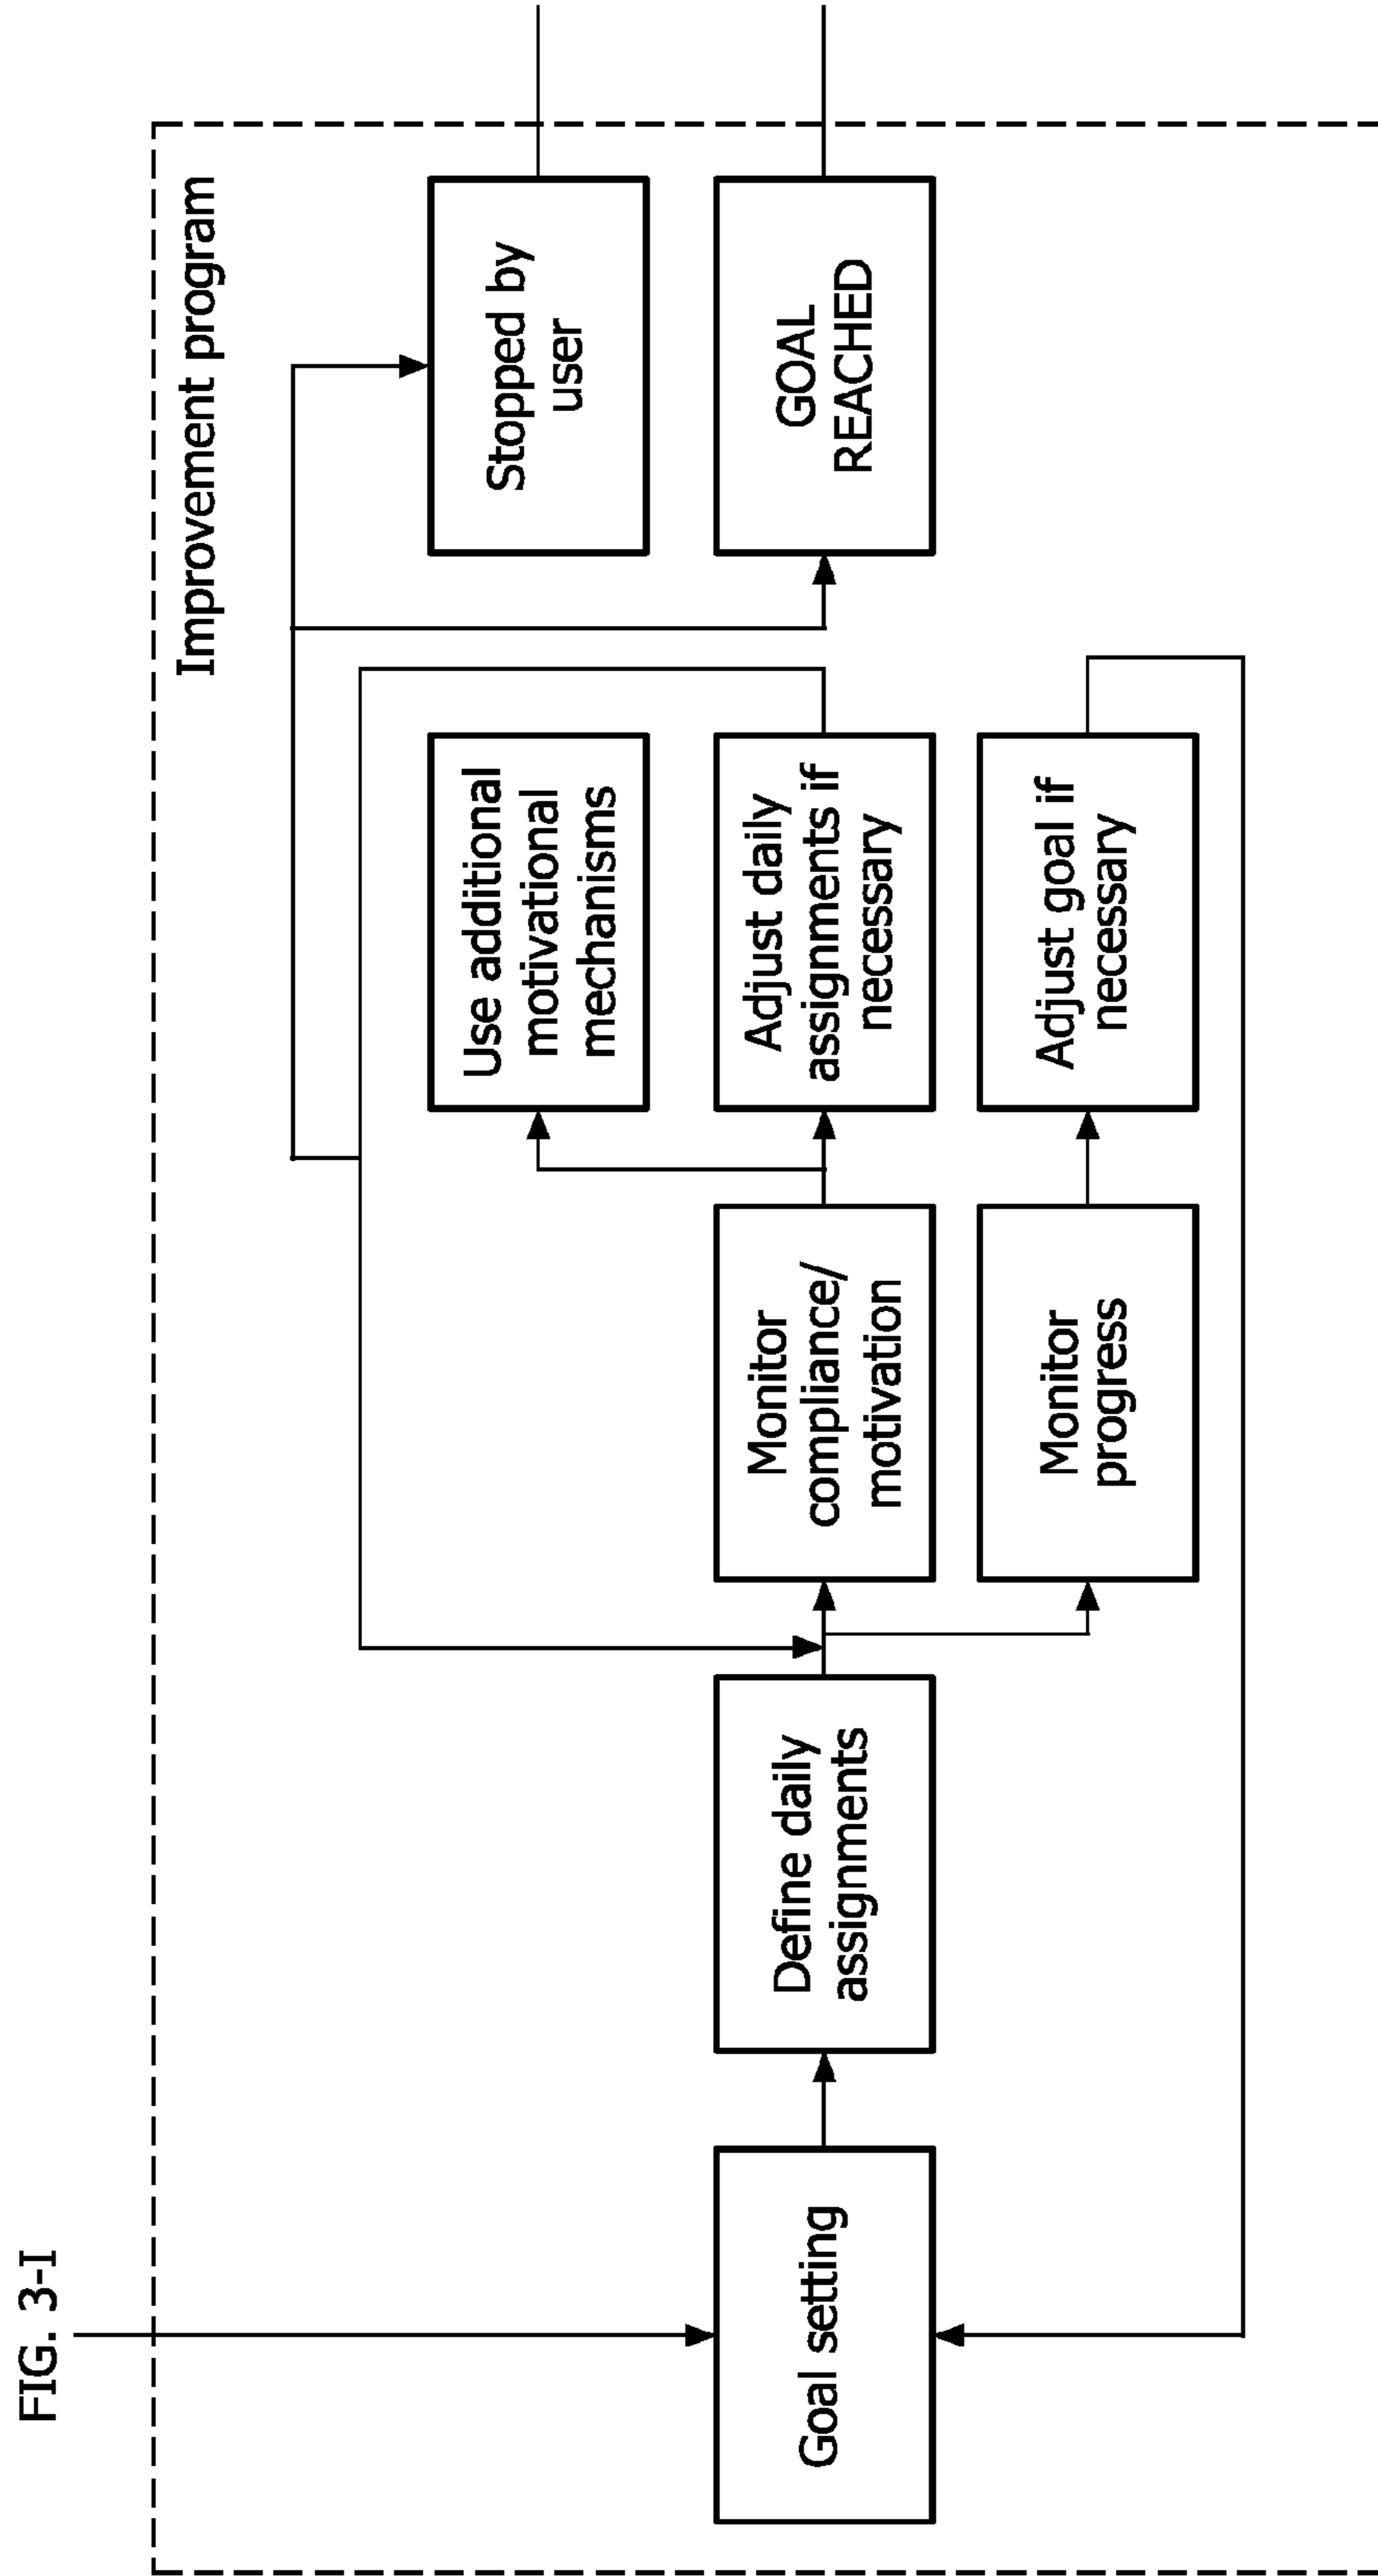 FIG. 3-I
Improvement program
Goal setting
Define daily
assignments
Monitor
compliance/
motivation
Monitor
progress
Use additional
motivational
mechanisms
Adjust daily
assignments if
necessary
Adjust goal if
necessary
Stopped by
user
GOAL
REACHED